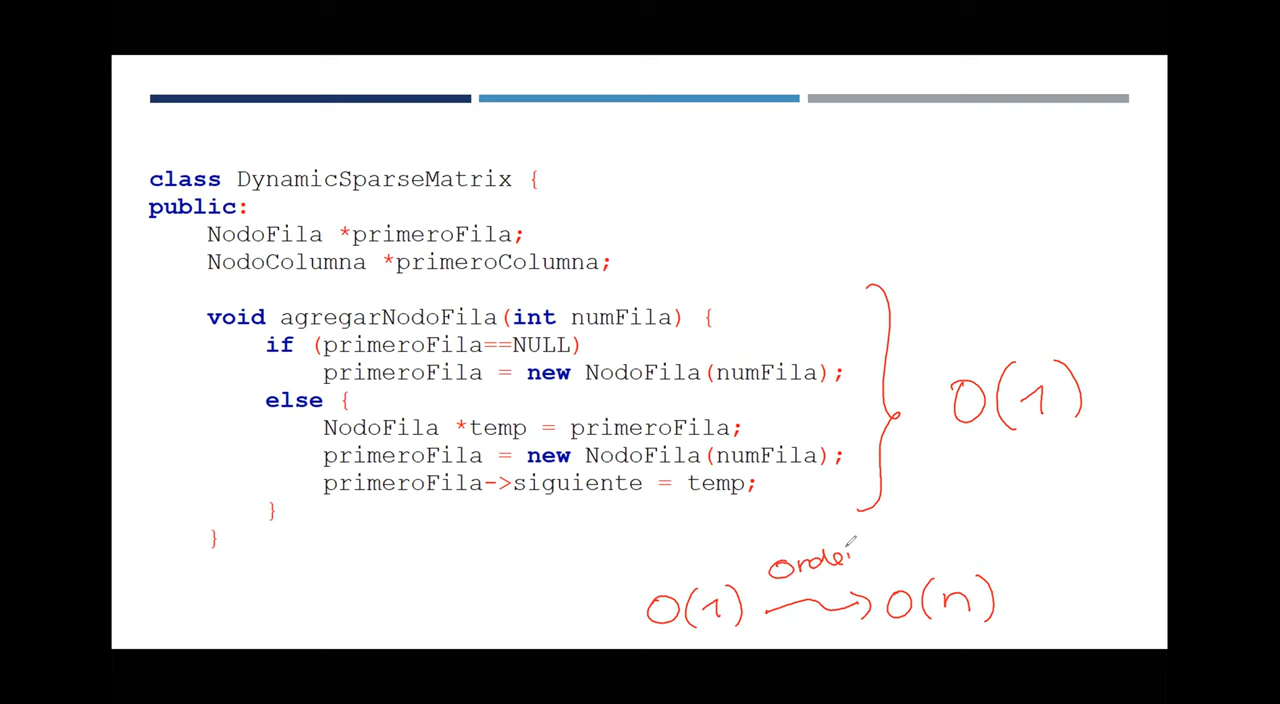 class DynamicSparseMatrix {
public:
NodoFila *primeroFila;
NodoColumna *primeroColumna;
void agregarNodoFila(int numFila) {
if (primeroFila==NULL)
primeroFila = new NodoFila(numFila);
else {
NodoFila *temp = primeroFila;
primeroFila = new NodoFila(numFila);
primeroFila->siguiente = temp;
}
}
O(1)
O(1) O(n)